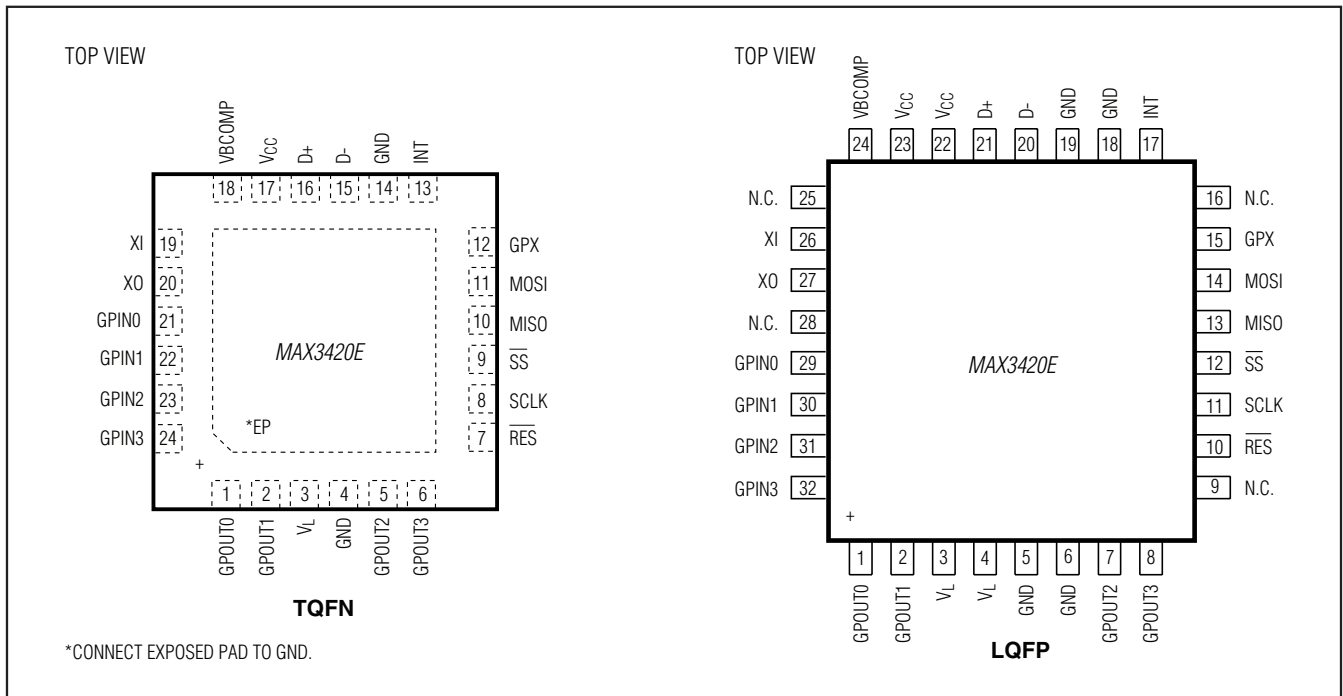 TOP VIEW
VBCOMP
VCC
D+
D-
GND
INT
18 17 16 15 14 13
XI 19
XO 20
GPIN0 21
GPIN1 22
GPIN2 23
GPIN3 24
12 GPX
11 MOSI
10 MISO
9 SS
8 SCLK
7 RES
MAX3420E
*EP
+
1 2 3 4 5 6
GPOUT0
GPOUT1
VL
GND
GPOUT2
GPOUT3
TQFN
*CONNECT EXPOSED PAD TO GND.
TOP VIEW
VBCOMP
VCC
VCC
D+
D-
GND
GND
INT
24 23 22 21 20 19 18 17
N.C. 25
XI 26
XO 27
N.C. 28
GPIN0 29
GPIN1 30
GPIN2 31
GPIN3 32
16 N.C.
15 GPX
14 MOSI
13 MISO
12 SS
11 SCLK
10 RES
9 N.C.
MAX3420E
+
1 2 3 4 5 6 7 8
GPOUT0
GPOUT1
VL
VL
GND
GND
GPOUT2
GPOUT3
LQFP